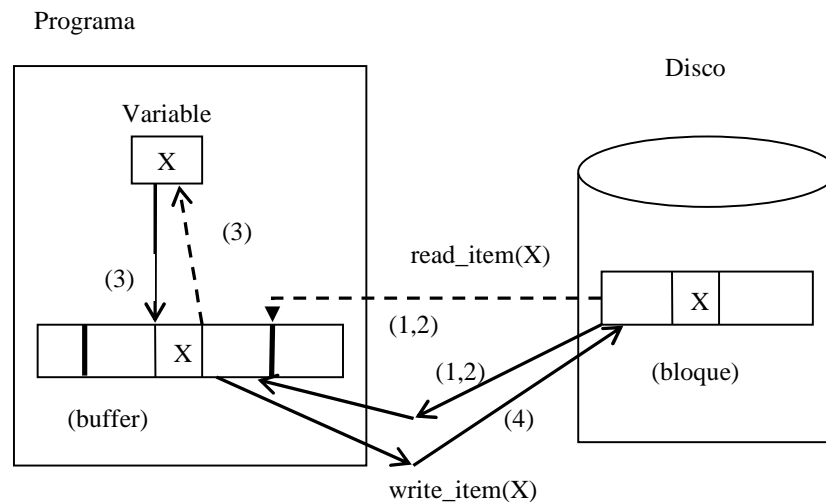 Programa
Disco
Variable
X
(3)
(3)
read_item(X)
(1,2)
X
X
(1,2)
(bloque)
(buffer)
(4)
write_item(X)